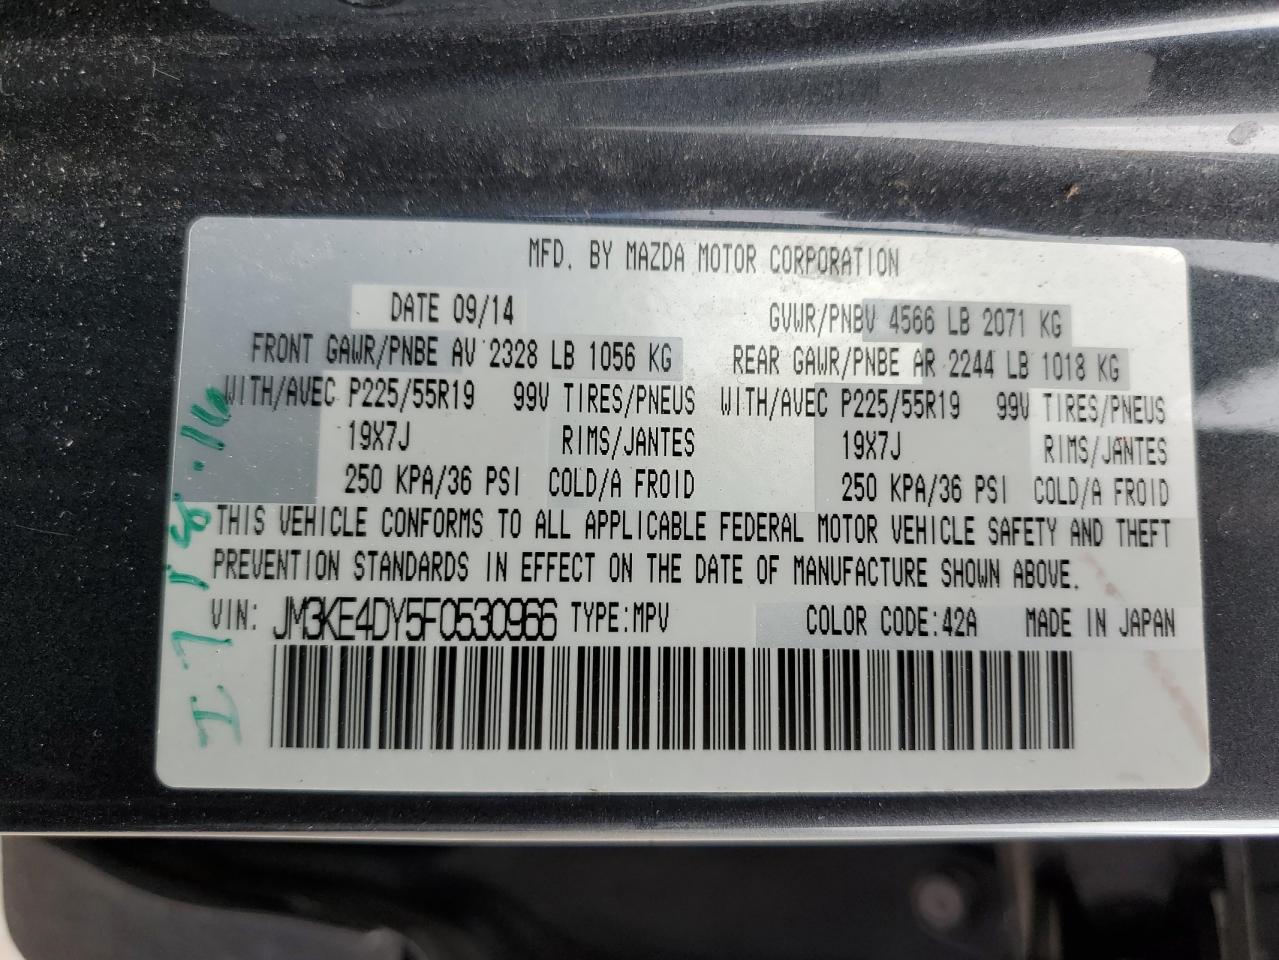 MFD. BY MAZDA MOTOR CORPORATION
DATE 09/14 GVWR/PNBV 4566 LB 2071 KG
FRONT GAWR/PNBE AV 2328 LB 1056 KG REAR GAWR/PNBE AR 2244 LB 1018 KG
WITH/AVEC P225/55R19 99V TIRES/PNEUS WITH/AVEC P225/55R19 99V TIRES/PNEUS
19X7J RIMS/JANTES 19X7J RIMS/JANTES
250 KPA/36 PSI COLD/A FROID 250 KPA/36 PSI COLD/A FROID
THIS VEHICLE CONFORMS TO ALL APPLICABLE FEDERAL MOTOR VEHICLE SAFETY AND THEFT
PREVENTION STANDARDS IN EFFECT ON THE DATE OF MANUFACTURE SHOWN ABOVE.
VIN: JM3KE4DY5F0530966 TYPE:MPV COLOR CODE:42A MADE IN JAPAN